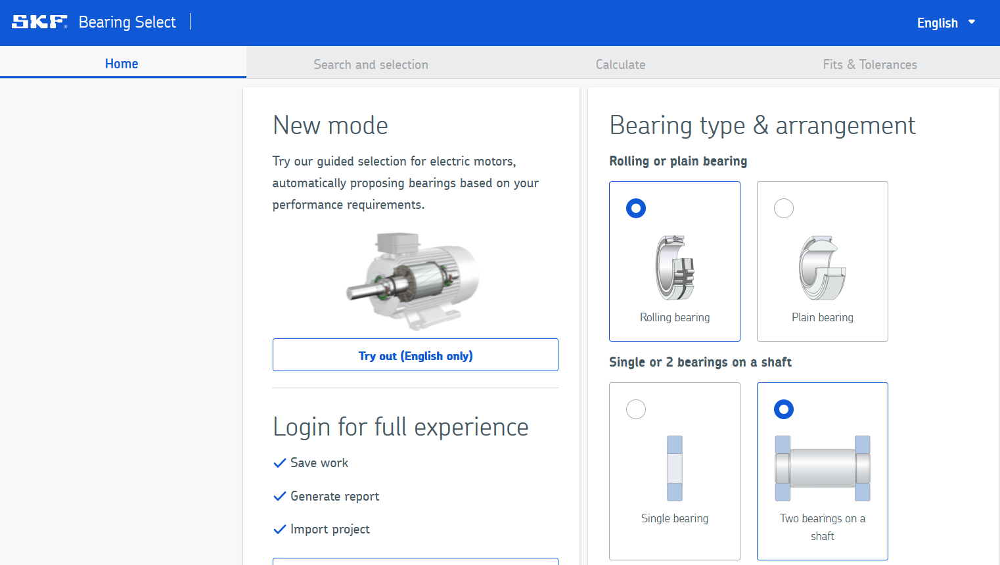 SKF® Bearing Select
English
Home
Search and selection
Calculate
Fits & Tolerances
New mode
Try our guided selection for electric motors,
automatically proposing bearings based on your
performance requirements.
Try out (English only)
Login for full experience
Save work
Generate report
Import project
Bearing type & arrangement
Rolling or plain bearing
Rolling bearing
Plain bearing
Single or 2 bearings on a shaft
Single bearing
Two bearings on a
shaft